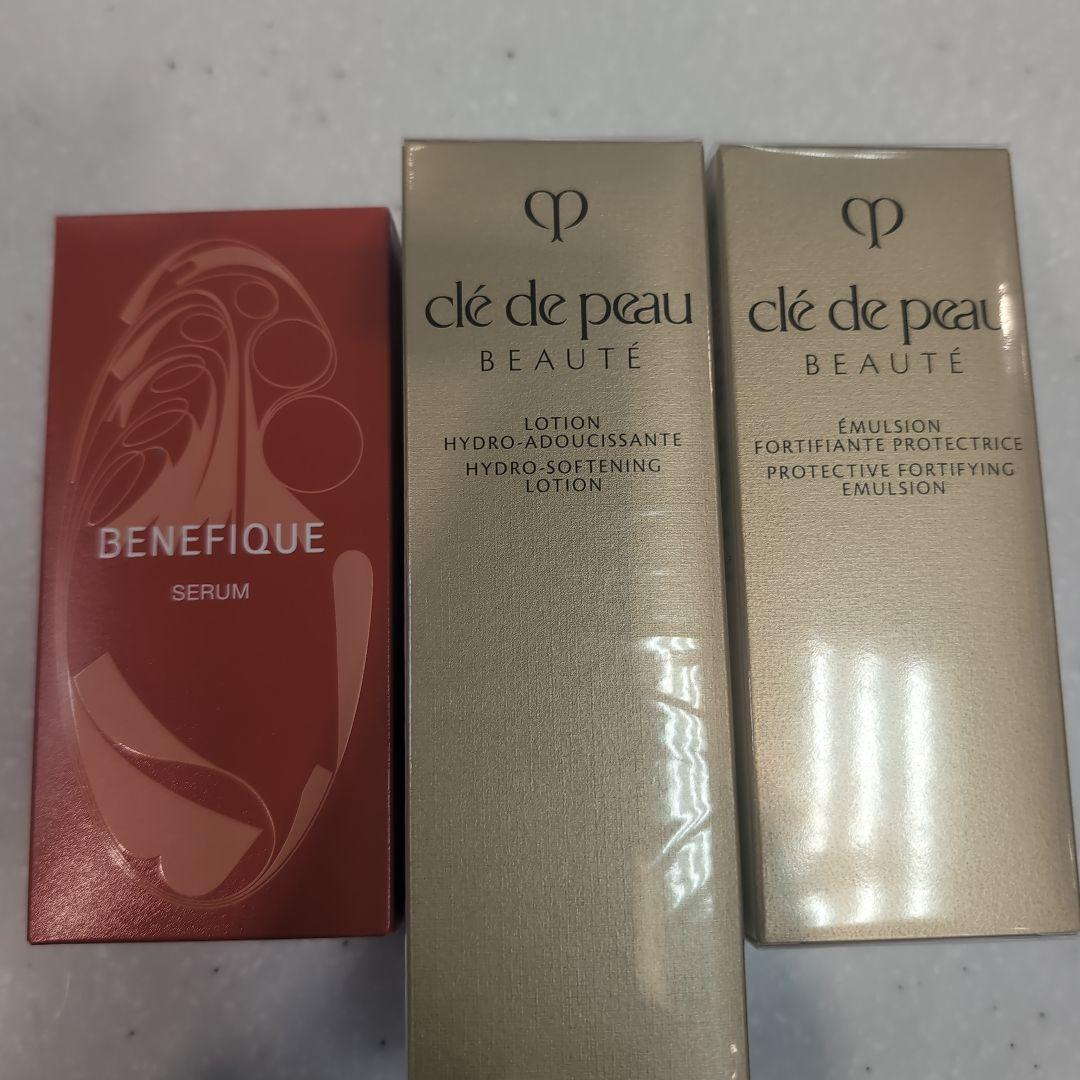 BENEFIQUE
SERUM
clé de peau
BEAUTÉ
LOTION
HYDRO-ADOUCISSANTE
HYDRO-SOFTENING
LOTION
clé de peau
BEAUTÉ
ÉMULSION
FORTIFIANTE PROTECTRICE
PROTECTIVE FORTIFYING
EMULSION